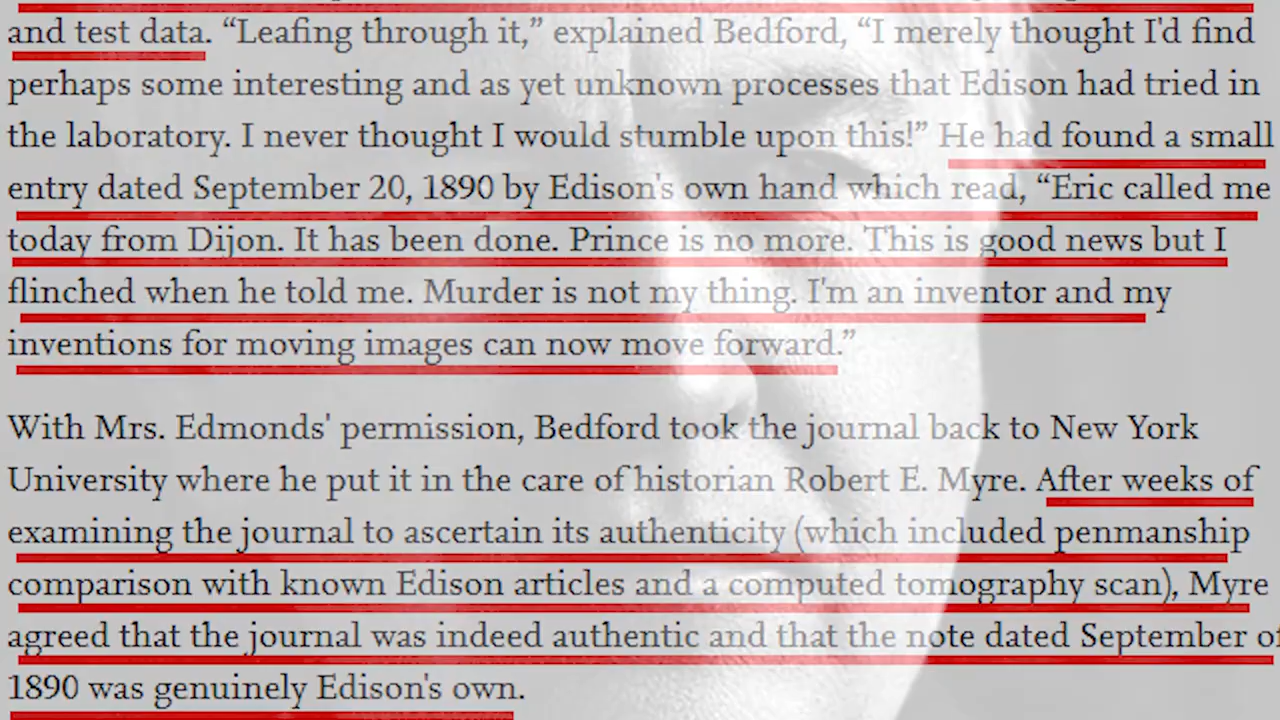 and test data. “Leafing through it,” explained Bedford, “I merely thought I'd find
perhaps some interesting and as yet unknown processes that Edison had tried in
the laboratory. I never thought I would stumble upon this!” He had found a small
entry dated September 20, 1890 by Edison's own hand which read, “Eric called me
today from Dijon. It has been done. Prince is no more. This is good news but I
flinched when he told me. Murder is not my thing. I'm an inventor and my
inventions for moving images can now move forward.”
With Mrs. Edmonds' permission, Bedford took the journal back to New York
University where he put it in the care of historian Robert E. Myre. After weeks of
examining the journal to ascertain its authenticity (which included penmanship
comparison with known Edison articles and a computed tomography scan), Myre
agreed that the journal was indeed authentic and that the note dated September of
1890 was genuinely Edison's own.